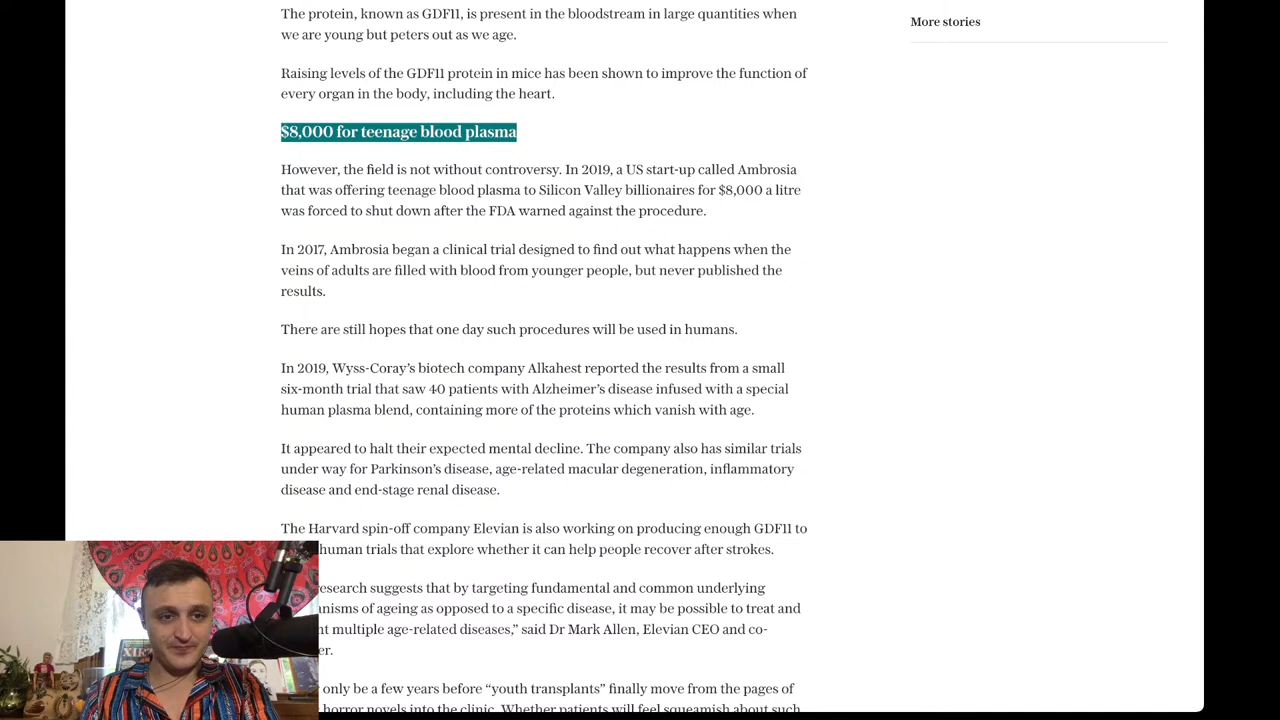 The protein, known as GDF11, is present in the bloodstream in large quantities when
we are young but peters out as we age.
More stories
Raising levels of the GDF11 protein in mice has been shown to improve the function of
every organ in the body, including the heart.
$8,000 for teenage blood plasma
However, the field is not without controversy. In 2019, a US start-up called Ambrosia
that was offering teenage blood plasma to Silicon Valley billionaires for $8,000 a litre
was forced to shut down after the FDA warned against the procedure.
In 2017, Ambrosia began a clinical trial designed to find out what happens when the
veins of adults are filled with blood from younger people, but never published the
results.
There are still hopes that one day such procedures will be used in humans.
In 2019, Wyss-Coray's biotech company Alkahest reported the results from a small
six-month trial that saw 40 patients with Alzheimer's disease infused with a special
human plasma blend, containing more of the proteins which vanish with age.
It appeared to halt their expected mental decline. The company also has similar trials
under way for Parkinson's disease, age-related macular degeneration, inflammatory
disease and end-stage renal disease.
The Harvard spin-off company Elevian is also working on producing enough GDF11 to
human trials that explore whether it can help people recover after strokes.
research suggests that by targeting fundamental and common underlying
of ageing as opposed to a specific disease, it may be possible to treat and
multiple age-related diseases," said Dr Mark Allen, Elevian CEO and co-
only be a few years before "youth transplants" finally move from the pages of
horror novels into the clinic. Whether patients will feel squeamish about such